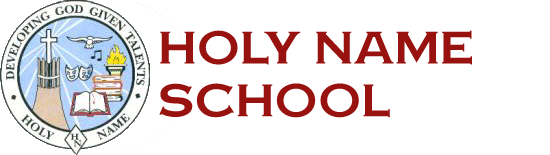 DEVELOPING GOD GIVEN TALENTS
HOLY NAME
HN
HOLY NAME
SCHOOL